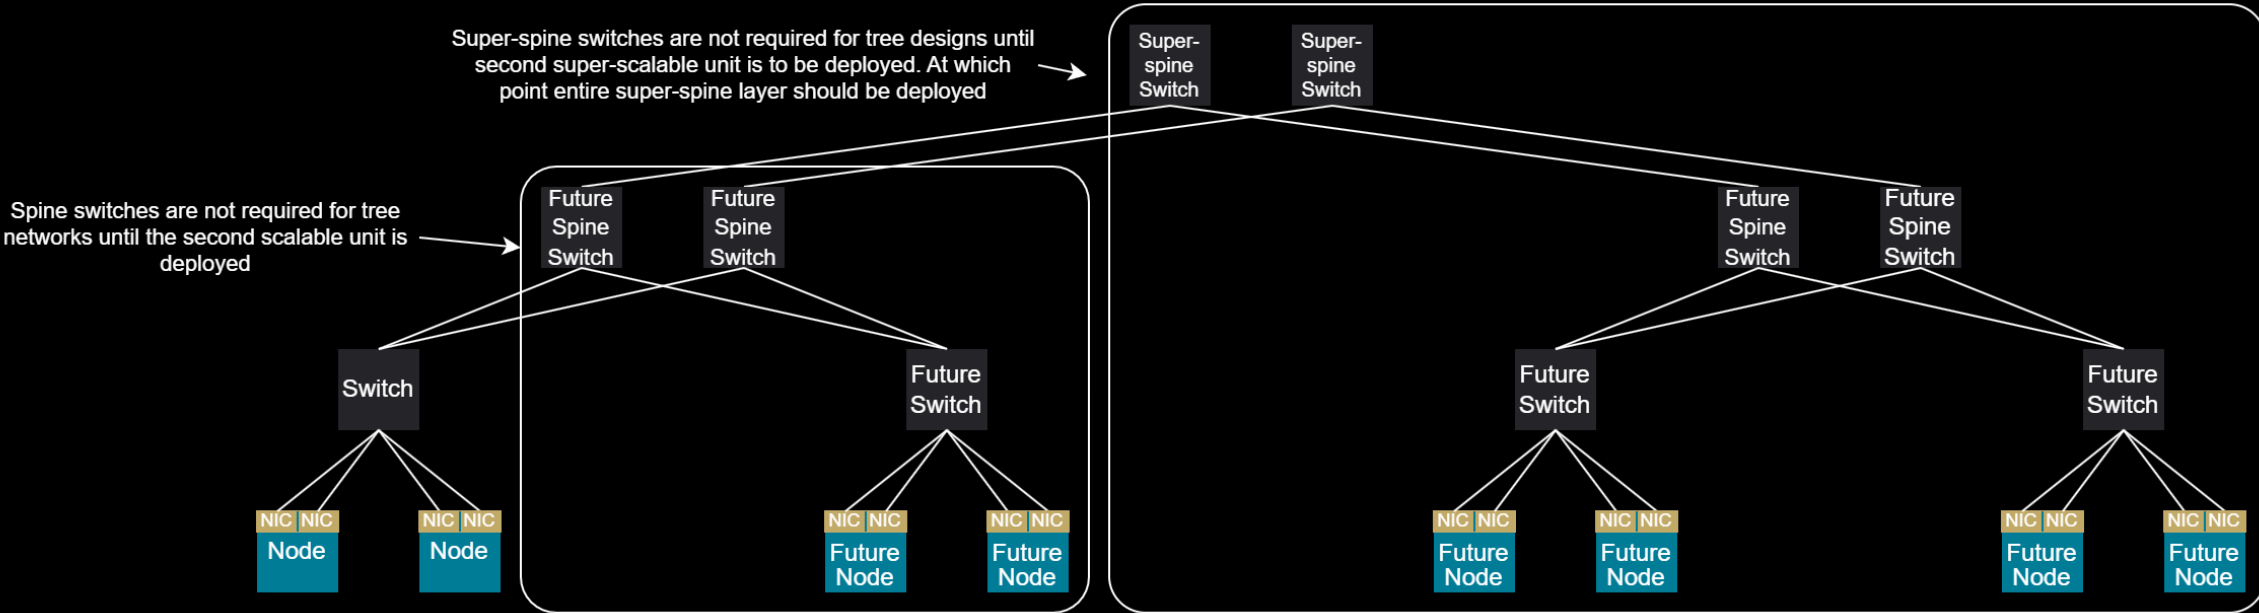 Super-spine switches are not required for tree designs until
second super-scalable unit is to be deployed. At which
point entire super-spine layer should be deployed
Super-
spine
Switch
Super-
spine
Switch
Spine switches are not required for tree
networks until the second scalable unit is
deployed
Future
Spine
Switch
Future
Spine
Switch
Future
Spine
Switch
Future
Spine
Switch
Switch
Future
Switch
Future
Switch
Future
Switch
NIC NIC
Node
NIC NIC
Node
NIC NIC
Future
Node
NIC NIC
Future
Node
NIC NIC
Future
Node
NIC NIC
Future
Node
NIC NIC
Future
Node
NIC NIC
Future
Node